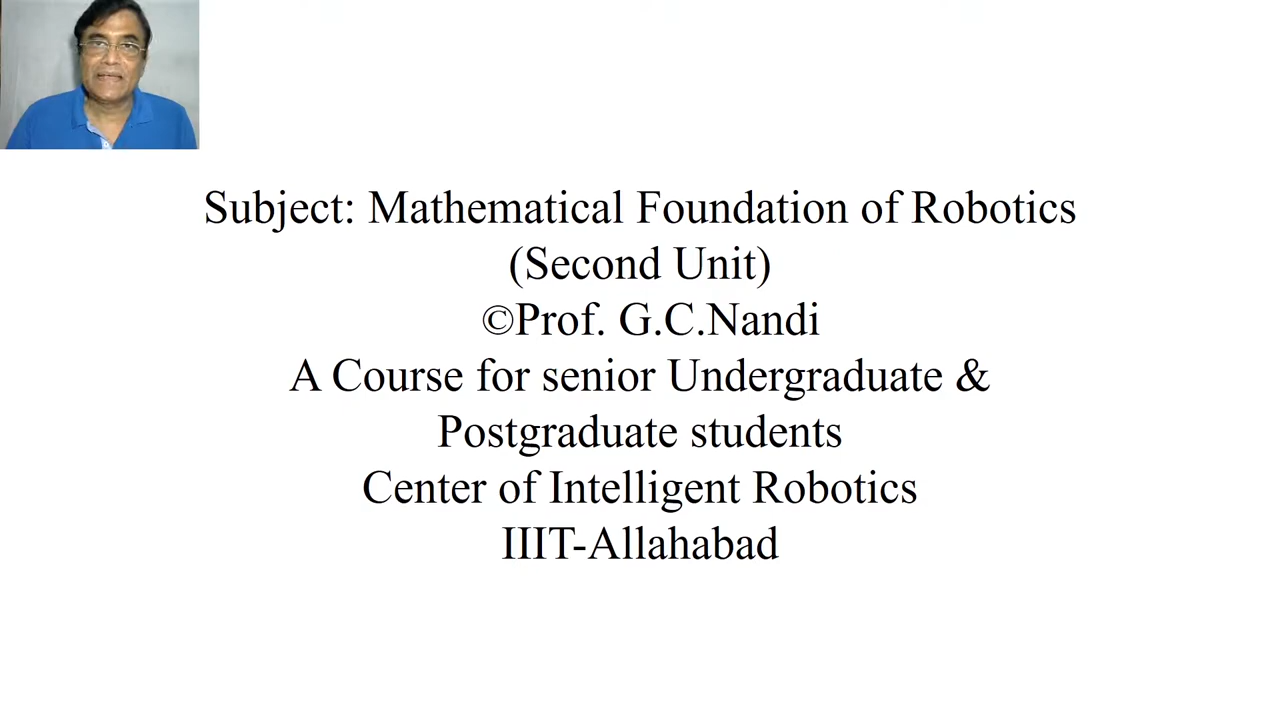 Subject: Mathematical Foundation of Robotics
(Second Unit)
©Prof. G.C.Nandi
A Course for senior Undergraduate &
Postgraduate students
Center of Intelligent Robotics
IIIT-Allahabad